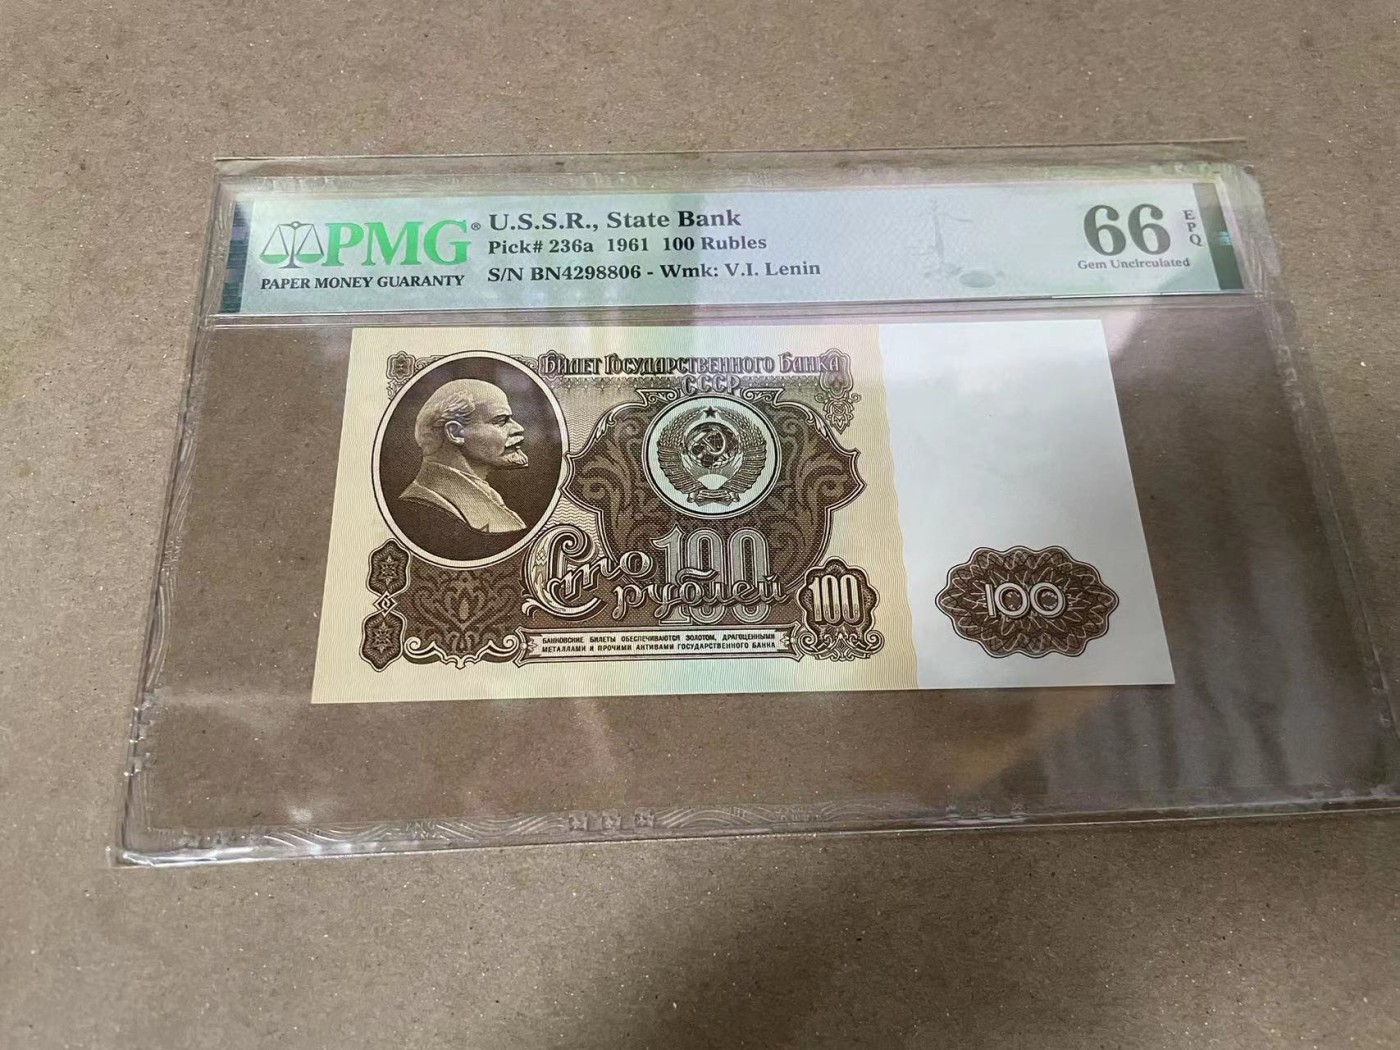 PMG®
PAPER MONEY GUARANTY
U.S.S.R., State Bank
Pick# 236a 1961 100 Rubles
S/N BN4298806 - Wmk: V.I. Lenin
66
EPQ
Gem Uncirculated
Билет Государственного Банка
СССР
Сто 100
рублей
100
100
БАНКОВСКИЕ БИЛЕТЫ ОБЕСПЕЧИВАЮТСЯ ЗОЛОТОМ, ДРАГОЦЕННЫМИ
МЕТАЛЛАМИ И ПРОЧИМИ АКТИВАМИ ГОСУДАРСТВЕННОГО БАНКА